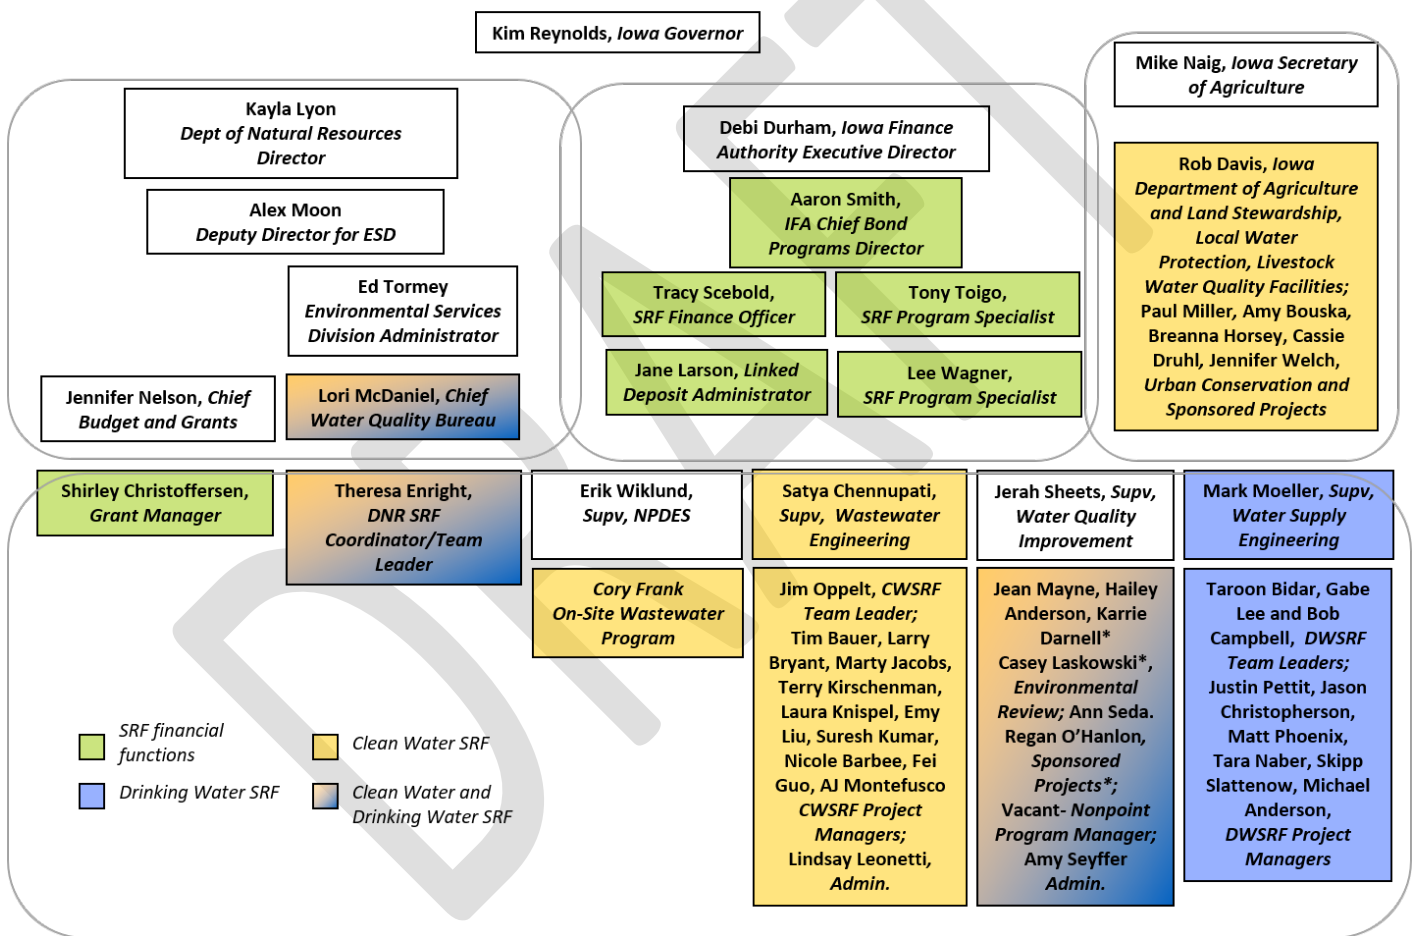 Kim Reynolds, Iowa Governor
Mike Naig, Iowa Secretary
of Agriculture
Kayla Lyon
Dept of Natural Resources
Director
Debi Durham, Iowa Finance
Authority Executive Director
Rob Davis, Iowa
Department of Agriculture
and Land Stewardship,
Local Water
Protection, Livestock
Water Quality Facilities;
Paul Miller, Amy Bouska,
Breanna Horsey, Cassie
Druhl, Jennifer Welch,
Urban Conservation and
Sponsored Projects
Alex Moon
Deputy Director for ESD
Aaron Smith,
IFA Chief Bond
Programs Director
Ed Tormey
Environmental Services
Division Administrator
Tracy Scebold,
SRF Finance Officer
Tony Toigo,
SRF Program Specialist
Jennifer Nelson, Chief
Budget and Grants
Lori McDaniel, Chief
Water Quality Bureau
Jane Larson, Linked
Deposit Administrator
Lee Wagner,
SRF Program Specialist
Shirley Christoffersen,
Grant Manager
Theresa Enright,
DNR SRF
Coordinator/Team
Leader
Erik Wiklund,
Supv, NPDES
Satya Chennupati,
Supv, Wastewater
Engineering
Jerah Sheets, Supv,
Water Quality
Improvement
Mark Moeller, Supv,
Water Supply
Engineering
Cory Frank
On-Site Wastewater
Program
Jim Oppelt, CWSRF
Team Leader;
Tim Bauer, Larry
Bryant, Marty Jacobs,
Terry Kirschenman,
Laura Knispel, Emy
Liu, Suresh Kumar,
Nicole Barbee, Fei
Guo, AJ Montefusco
CWSRF Project
Managers;
Lindsay Leonetti,
Admin.
Jean Mayne, Hailey
Anderson, Karrie
Darnell*
Casey Laskowski*,
Environmental
Review; Ann Seda.
Regan O’Hanlon,
Sponsored
Projects*;
Vacant- Nonpoint
Program Manager;
Amy Seyffer
Admin.
Taroon Bidar, Gabe
Lee and Bob
Campbell, DWSRF
Team Leaders;
Justin Pettit, Jason
Christopherson,
Matt Phoenix,
Tara Naber, Skipp
Slattenow, Michael
Anderson,
DWSRF Project
Managers
SRF financial
functions
Clean Water SRF
Drinking Water SRF
Clean Water and
Drinking Water SRF
DRAFT